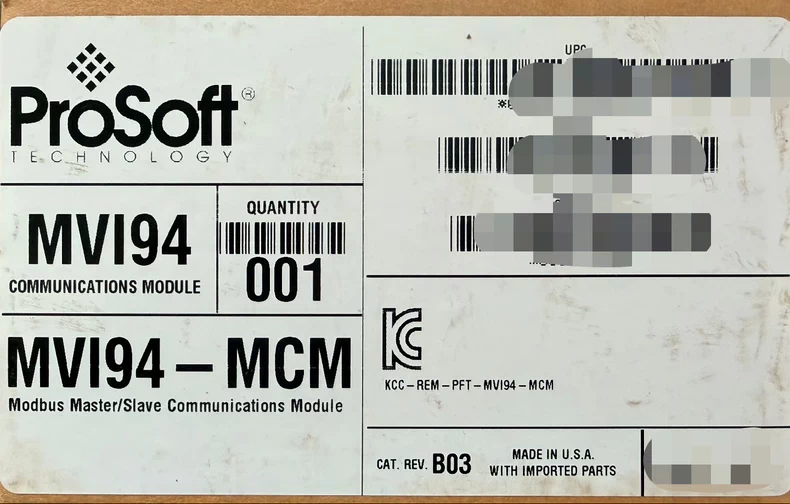 ProSoft®
TECHNOLOGY
MVI94
COMMUNICATIONS MODULE
QUANTITY
001
MVI94 – MCM
Modbus Master/Slave Communications Module
KCC – REM – PFT – MVI94 – MCM
CAT. REV. B03
MADE IN U.S.A.
WITH IMPORTED PARTS